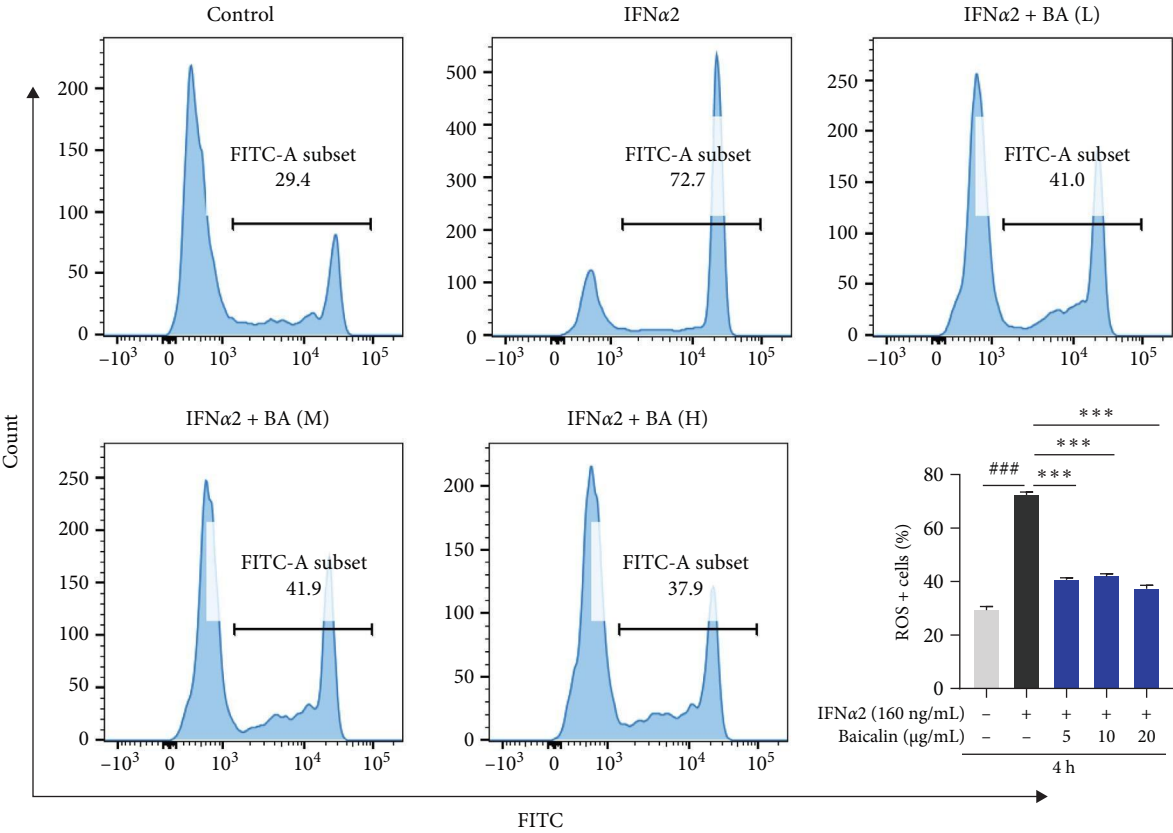 Control
IFNα2
IFNα2 + BA (L)
200
150
100
50
0
FITC-A subset
29.4
−10³ 0 10³ 10⁴ 10⁵
500
400
300
200
100
0
FITC-A subset
72.7
−10³ 0 10³ 10⁴ 10⁵
250
200
150
100
50
0
FITC-A subset
41.0
−10³ 0 10³ 10⁴ 10⁵
Count
IFNα2 + BA (M)
250
200
150
100
50
0
FITC-A subset
41.9
−10³ 0 10³ 10⁴ 10⁵
IFNα2 + BA (H)
200
150
100
50
0
FITC-A subset
37.9
−10³ 0 10³ 10⁴ 10⁵
***
***
### ***
ROS + cells (%)
80
60
40
20
0
IFNα2 (160 ng/mL) − + + + +
Baicalin (μg/mL) − − 5 10 20
4 h
FITC